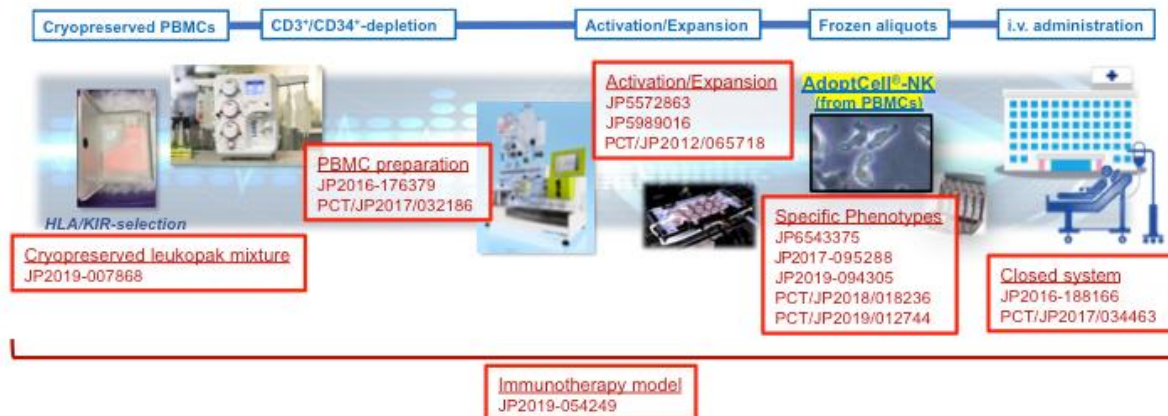 Cryopreserved PBMCs
CD3⁺/CD34⁺-depletion
Activation/Expansion
Frozen aliquots
i.v. administration
HLA/KIR-selection
Cryopreserved leukopak mixture
JP2019-007868
PBMC preparation
JP2016-176379
PCT/JP2017/032186
Activation/Expansion
JP5572863
JP5989016
PCT/JP2012/065718
AdoptCell®-NK
(from PBMCs)
Specific Phenotypes
JP6543375
JP2017-095288
JP2019-094305
PCT/JP2018/018236
PCT/JP2019/012744
Closed system
JP2016-188166
PCT/JP2017/034463
Immunotherapy model
JP2019-054249